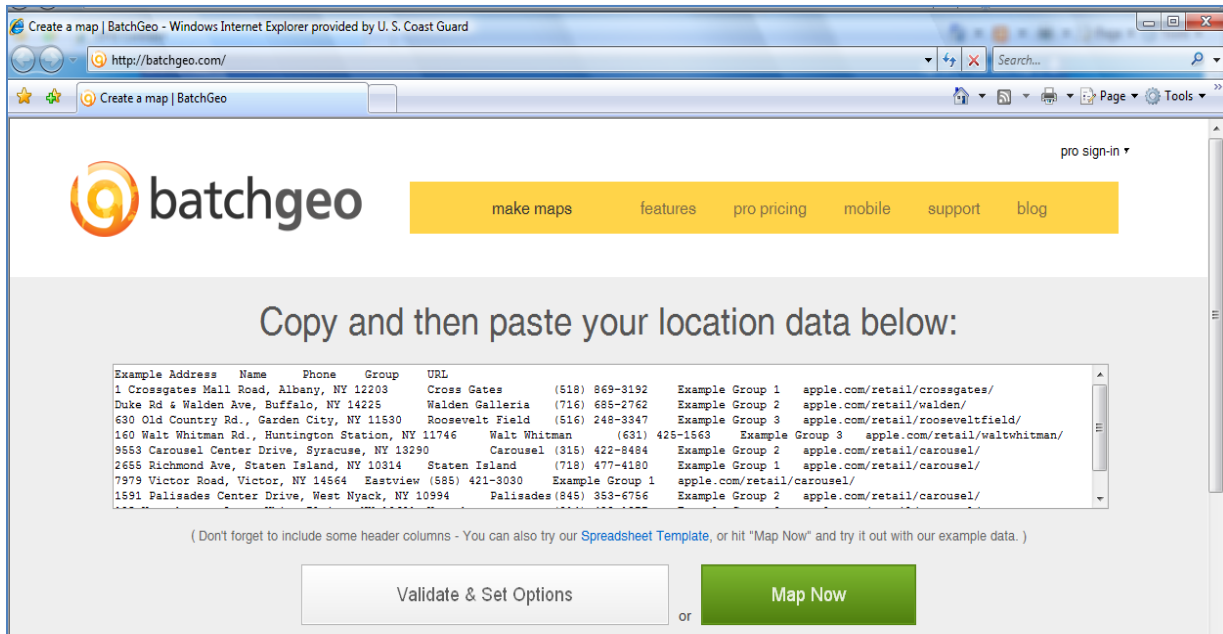 Create a map | BatchGeo - Windows Internet Explorer provided by U. S. Coast Guard
http://batchgeo.com/
Search...
Create a map | BatchGeo
Page
Tools
pro sign-in
batchgeo
make maps features pro pricing mobile support blog
Copy and then paste your location data below:
Example Address Name Phone Group URL
1 Crossgates Mall Road, Albany, NY 12203 Cross Gates (518) 869-3192 Example Group 1 apple.com/retail/crossgates/
Duke Rd & Walden Ave, Buffalo, NY 14225 Walden Galleria (716) 685-2762 Example Group 2 apple.com/retail/walden/
630 Old Country Rd., Garden City, NY 11530 Roosevelt Field (516) 248-3347 Example Group 3 apple.com/retail/rooseveltfield/
160 Walt Whitman Rd., Huntington Station, NY 11746 Walt Whitman (631) 425-1563 Example Group 3 apple.com/retail/waltwhitman/
9553 Carousel Center Drive, Syracuse, NY 13290 Carousel (315) 422-8484 Example Group 2 apple.com/retail/carousel/
2655 Richmond Ave, Staten Island, NY 10314 Staten Island (718) 477-4180 Example Group 1 apple.com/retail/carousel/
7979 Victor Road, Victor, NY 14564 Eastview (585) 421-3030 Example Group 1 apple.com/retail/carousel/
1591 Palisades Center Drive, West Nyack, NY 10994 Palisades (845) 353-6756 Example Group 2 apple.com/retail/carousel/
( Don't forget to include some header columns - You can also try our Spreadsheet Template, or hit "Map Now" and try it out with our example data. )
Validate & Set Options or Map Now